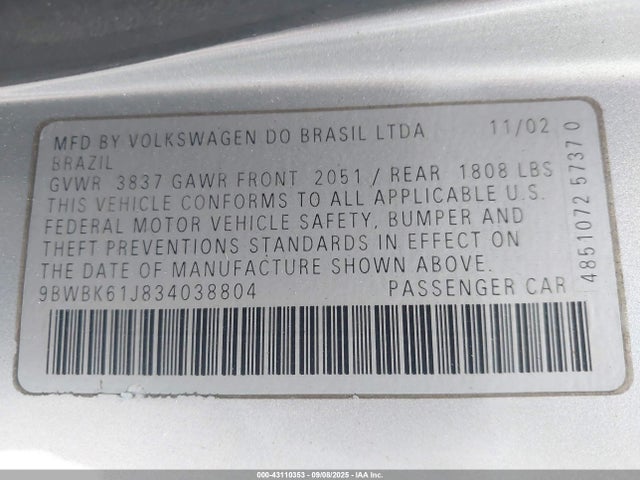 MFD BY VOLKSWAGEN DO BRASIL LTDA 11/02
BRAZIL
GVWR 3837 GAWR FRONT 2051 / REAR 1808 LBS
THIS VEHICLE CONFORMS TO ALL APPLICABLE U.S.
FEDERAL MOTOR VEHICLE SAFETY, BUMPER AND
THEFT PREVENTIONS STANDARDS IN EFFECT ON
THE DATE OF MANUFACTURE SHOWN ABOVE.
9BWBK61J834038804 PASSENGER CAR
4851072 57370
000-43110353 - 09/08/2025 - © IAA Inc.